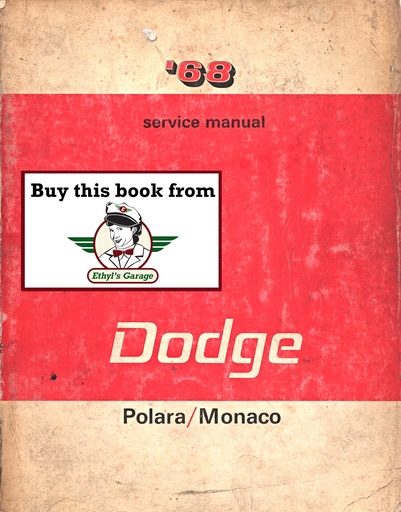 '68
service manual
Buy this book from
Ethyl's Garage
Dodge
Polara/Monaco